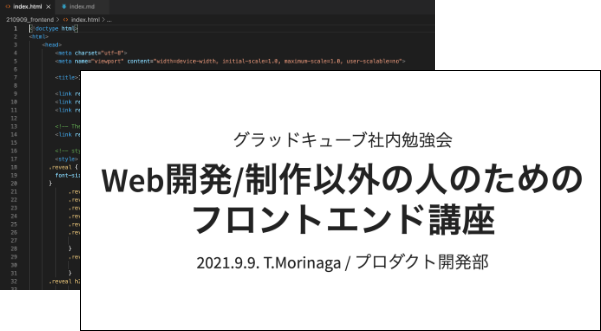 index.html
index.md
210909_frontend > index.html > ...
1 <!doctype html>
2 <html>
3 <head>
4 <meta charset="utf-8">
5 <meta name="viewport" content="width=device-width, initial-scale=1.0, maximum-scale=1.0, user-scalable=no">
6
7 <title>
8
9 <link re
10 <link re
11 <link re
12
13 <!-- The
14 <link re
15
16 <!-- sty
17 <style>
18 .reveal {
19 font-siz
20 }
21 .rev
22 .rev
23 .rev
24 .rev
25 .rev
26 .rev
27
28 }
29 .rev
30
31 }
32 .reveal h
グラッドキューブ社内勉強会
Web開発/制作以外の人のための
フロントエンド講座
2021.9.9. T.Morinaga / プロダクト開発部